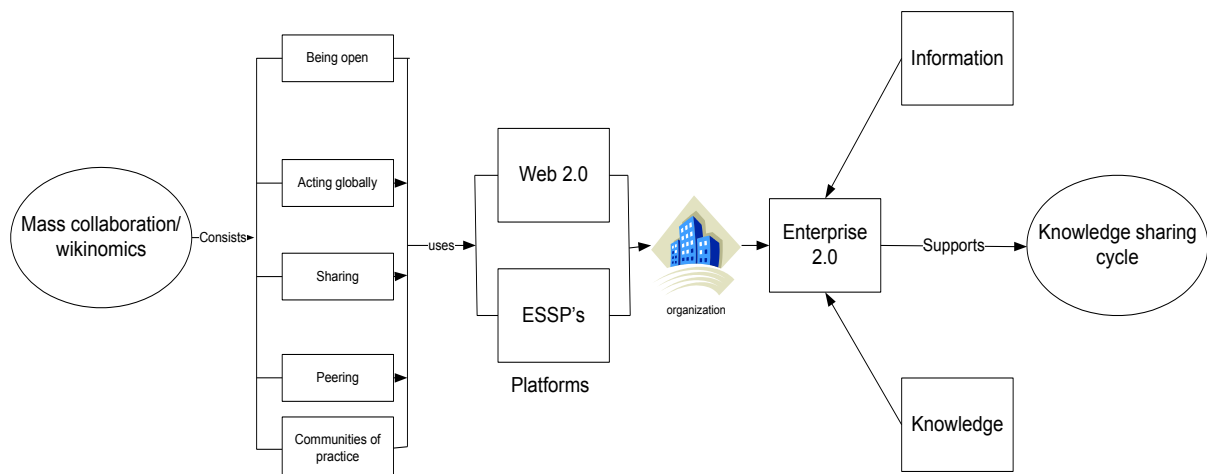 Mass collaboration/
wikinomics
Consists
Being open
Acting globally
Sharing
Peering
Communities of
practice
uses
Web 2.0
ESSP's
Platforms
organization
Information
Enterprise
2.0
Knowledge
Supports
Knowledge sharing
cycle